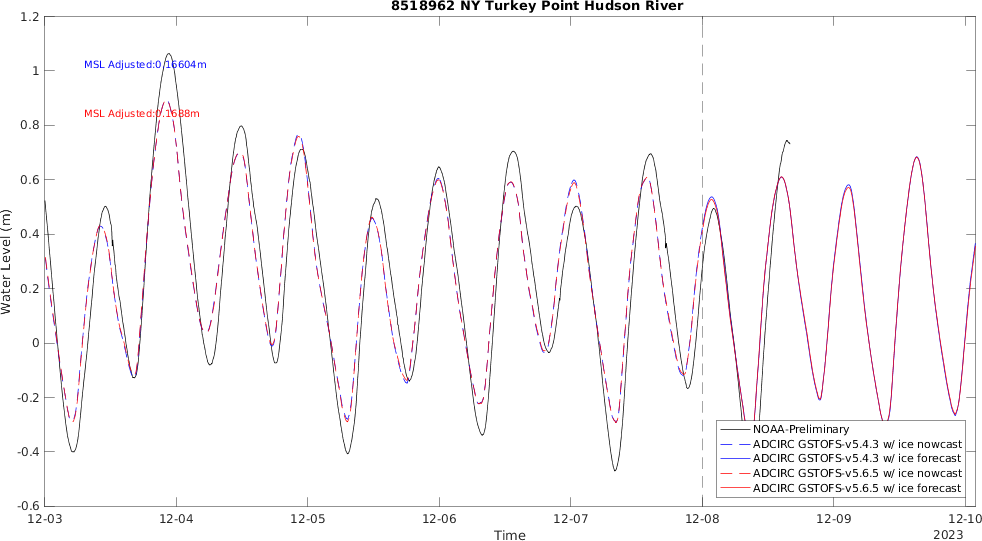 8518962 NY Turkey Point Hudson River
MSL Adjusted:0.16604m
MSL Adjusted:0.1688m
Water Level (m)
1.2
1
0.8
0.6
0.4
0.2
0
-0.2
-0.4
-0.6
NOAA-Preliminary
ADCIRC GSTOFS-v5.4.3 w/ ice nowcast
ADCIRC GSTOFS-v5.4.3 w/ ice forecast
ADCIRC GSTOFS-v5.6.5 w/ ice nowcast
ADCIRC GSTOFS-v5.6.5 w/ ice forecast
12-03 12-04 12-05 12-06 12-07 12-08 12-09 12-10
Time
2023